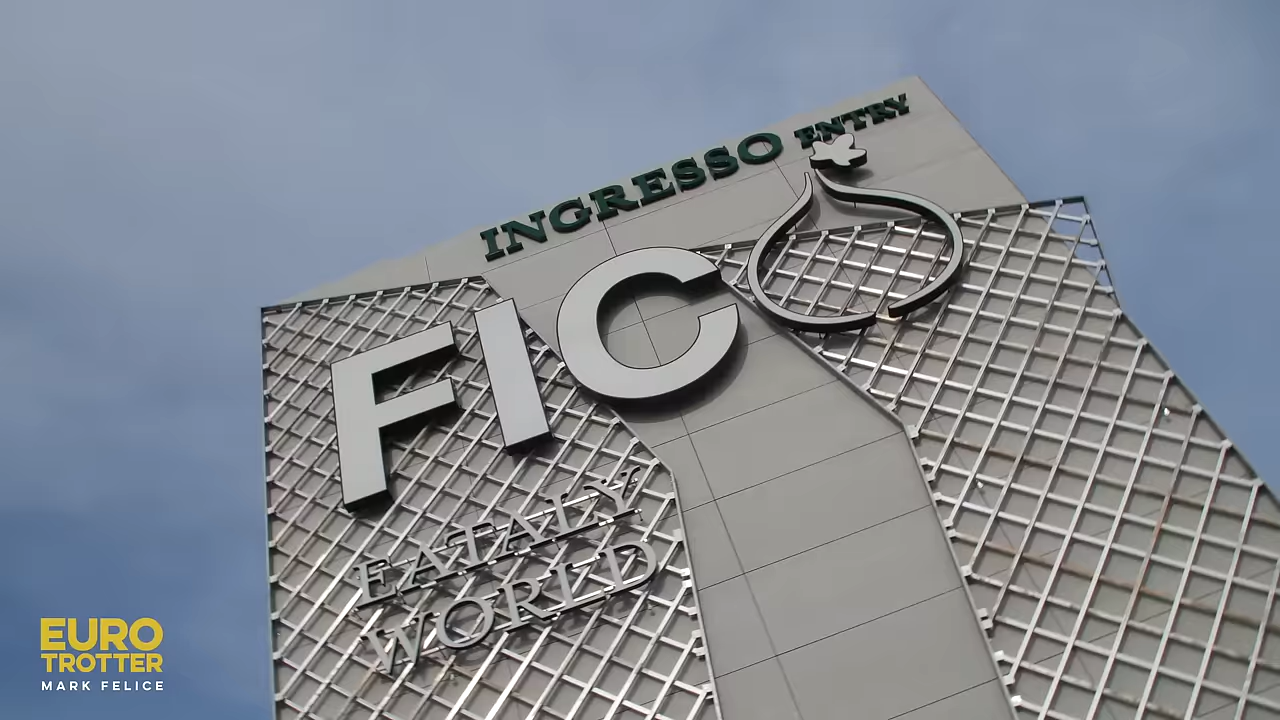 INGRESSO ENTRY
FICO
EATALY
WORLD
EURO
TROTTER
MARK FELICE